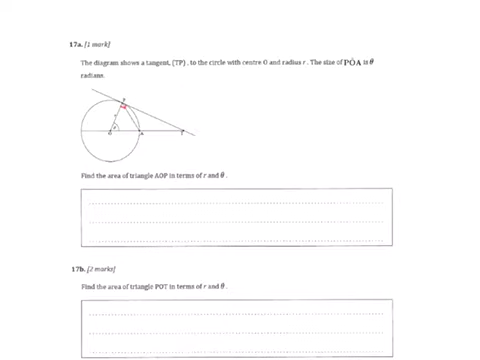 17a. [1 mark]
The diagram shows a tangent, (TP), to the circle with centre O and radius r. The size of PÔA is θ
radians.
P
r
θ
O
A
T
Find the area of triangle AOP in terms of r and θ.
17b. [2 marks]
Find the area of triangle POT in terms of r and θ.